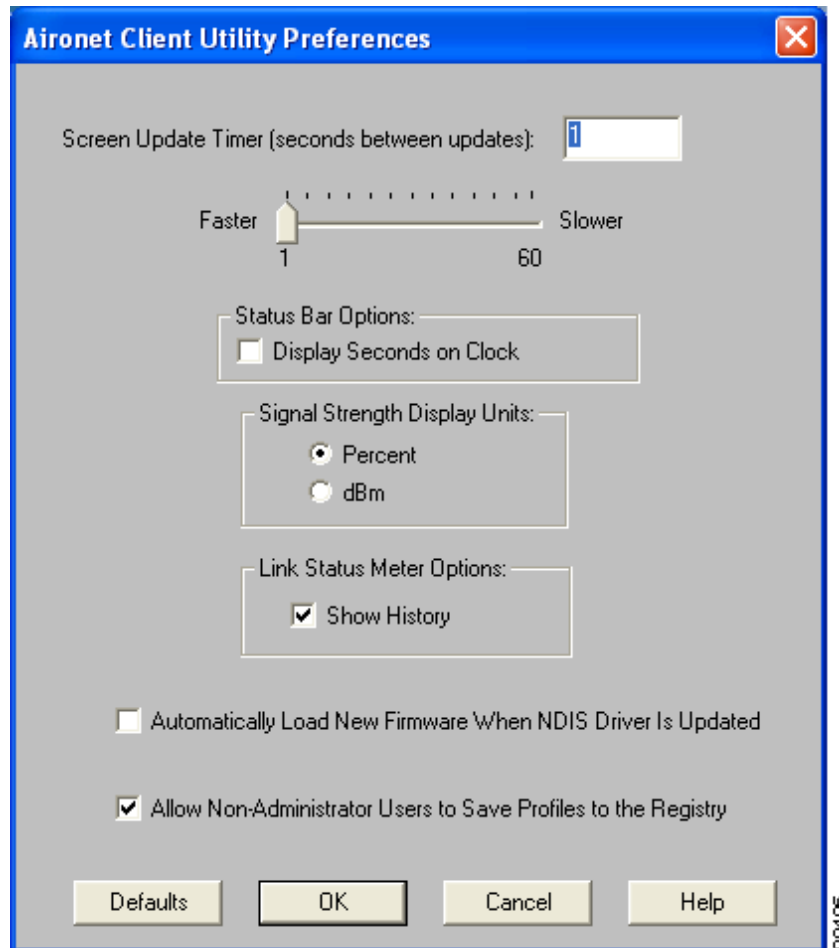 Aironet Client Utility Preferences
Screen Update Timer (seconds between updates): 1
Faster Slower
1 60
Status Bar Options:
Display Seconds on Clock
Signal Strength Display Units:
Percent
dBm
Link Status Meter Options:
Show History
Automatically Load New Firmware When NDIS Driver Is Updated
Allow Non-Administrator Users to Save Profiles to the Registry
Defaults OK Cancel Help